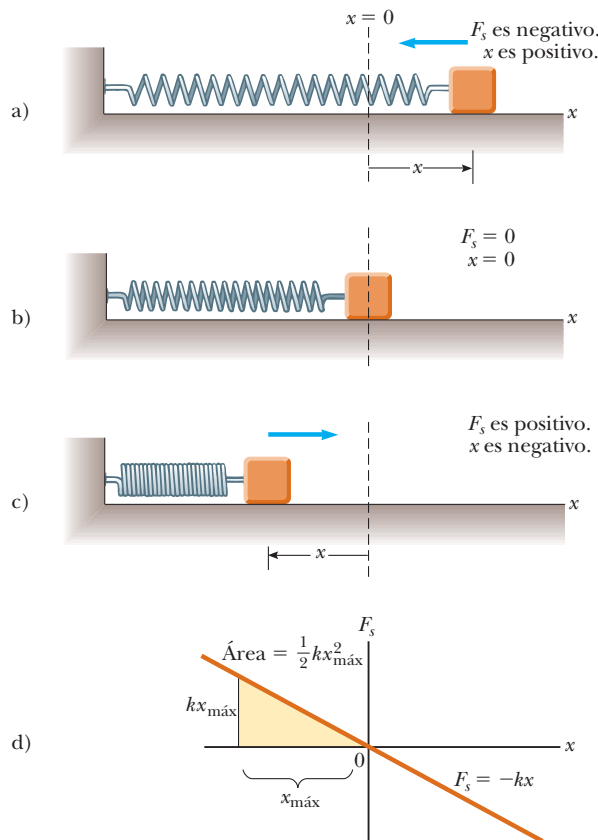 x = 0
F_s es negativo.
x es positivo.
a)
x
x
F_s = 0
x = 0
b)
x
F_s es positivo.
x es negativo.
c)
x
x
F_s
Área = ½kx²máx
kx_máx
d)
0
x
x_máx
F_s = −kx